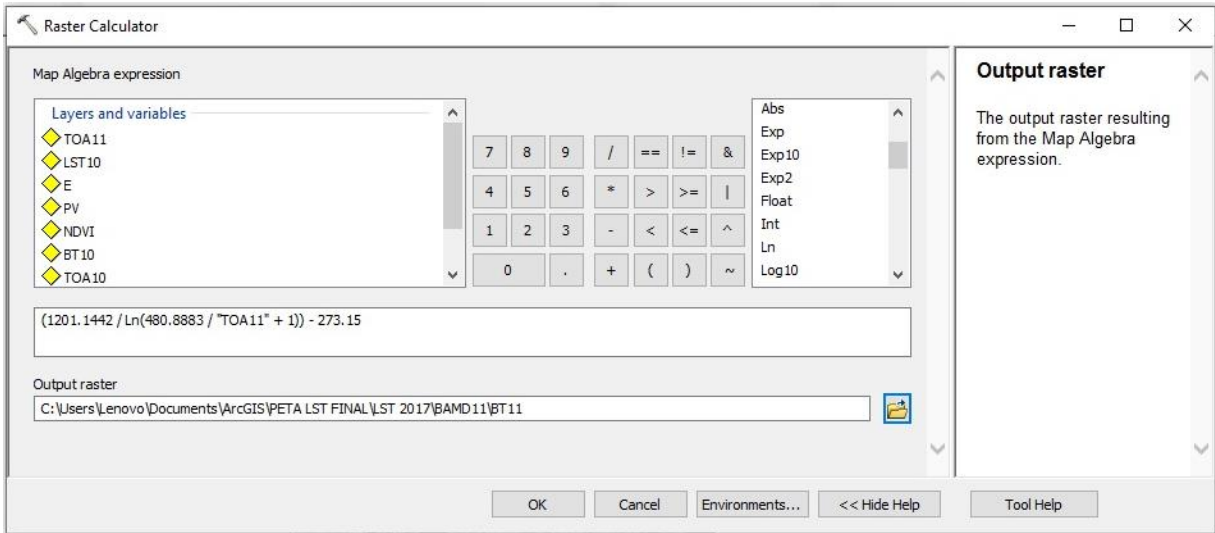 Raster Calculator
Map Algebra expression
Layers and variables
TOA11
LST10
E
PV
NDVI
BT10
TOA10
7 8 9 / == != &
4 5 6 * > >= |
1 2 3 - < <= ^
0 . + ( ) ~
Abs
Exp
Exp10
Exp2
Float
Int
Ln
Log10
(1201.1442 / Ln(480.8883 / "TOA11" + 1)) - 273.15
Output raster
C:\Users\Lenovo\Documents\ArcGIS\PETA LST FINAL\LST 2017\BAMD11\BT11
OK Cancel Environments... << Hide Help Tool Help
Output raster
The output raster resulting
from the Map Algebra
expression.